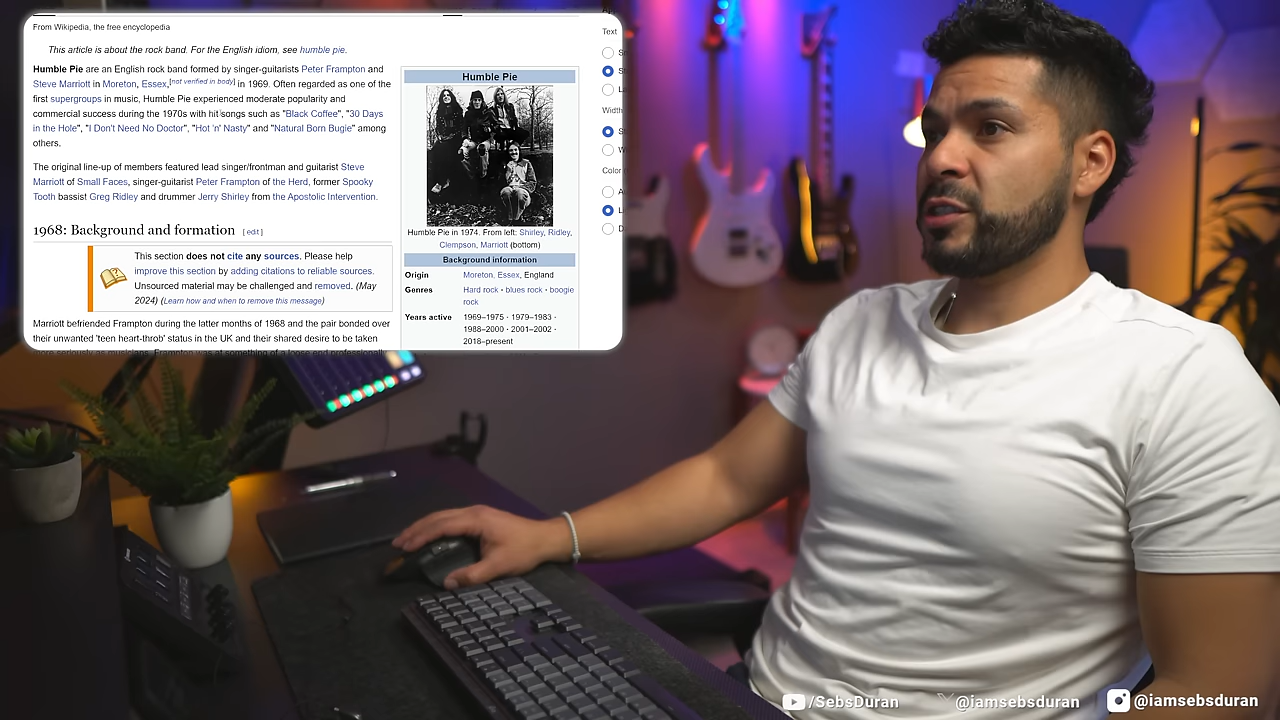 From Wikipedia, the free encyclopedia
This article is about the rock band. For the English idiom, see humble pie.
Humble Pie are an English rock band formed by singer-guitarists Peter Frampton and
Steve Marriott in Moreton, Essex,[not verified in body] in 1969. Often regarded as one of the
first supergroups in music, Humble Pie experienced moderate popularity and
commercial success during the 1970s with hit songs such as "Black Coffee", "30 Days
in the Hole", "I Don't Need No Doctor", "Hot 'n' Nasty" and "Natural Born Bugie" among
others.
The original line-up of members featured lead singer/frontman and guitarist Steve
Marriott of Small Faces, singer-guitarist Peter Frampton of the Herd, former Spooky
Tooth bassist Greg Ridley and drummer Jerry Shirley from the Apostolic Intervention.
1968: Background and formation [edit]
This section does not cite any sources. Please help
improve this section by adding citations to reliable sources.
Unsourced material may be challenged and removed. (May
2024) (Learn how and when to remove this message)
Marriott befriended Frampton during the latter months of 1968 and the pair bonded over
their unwanted 'teen heart-throb' status in the UK and their shared desire to be taken
Humble Pie
Humble Pie in 1974. From left: Shirley, Ridley,
Clempson, Marriott (bottom)
Background information
Origin Moreton, Essex, England
Genres Hard rock • blues rock • boogie
rock
Years active 1969–1975 · 1979–1983 ·
1988–2000 · 2001–2002 ·
2018–present
Text
Width
Color
/SebsDuran
@iamsebsduran
@iamsebsduran